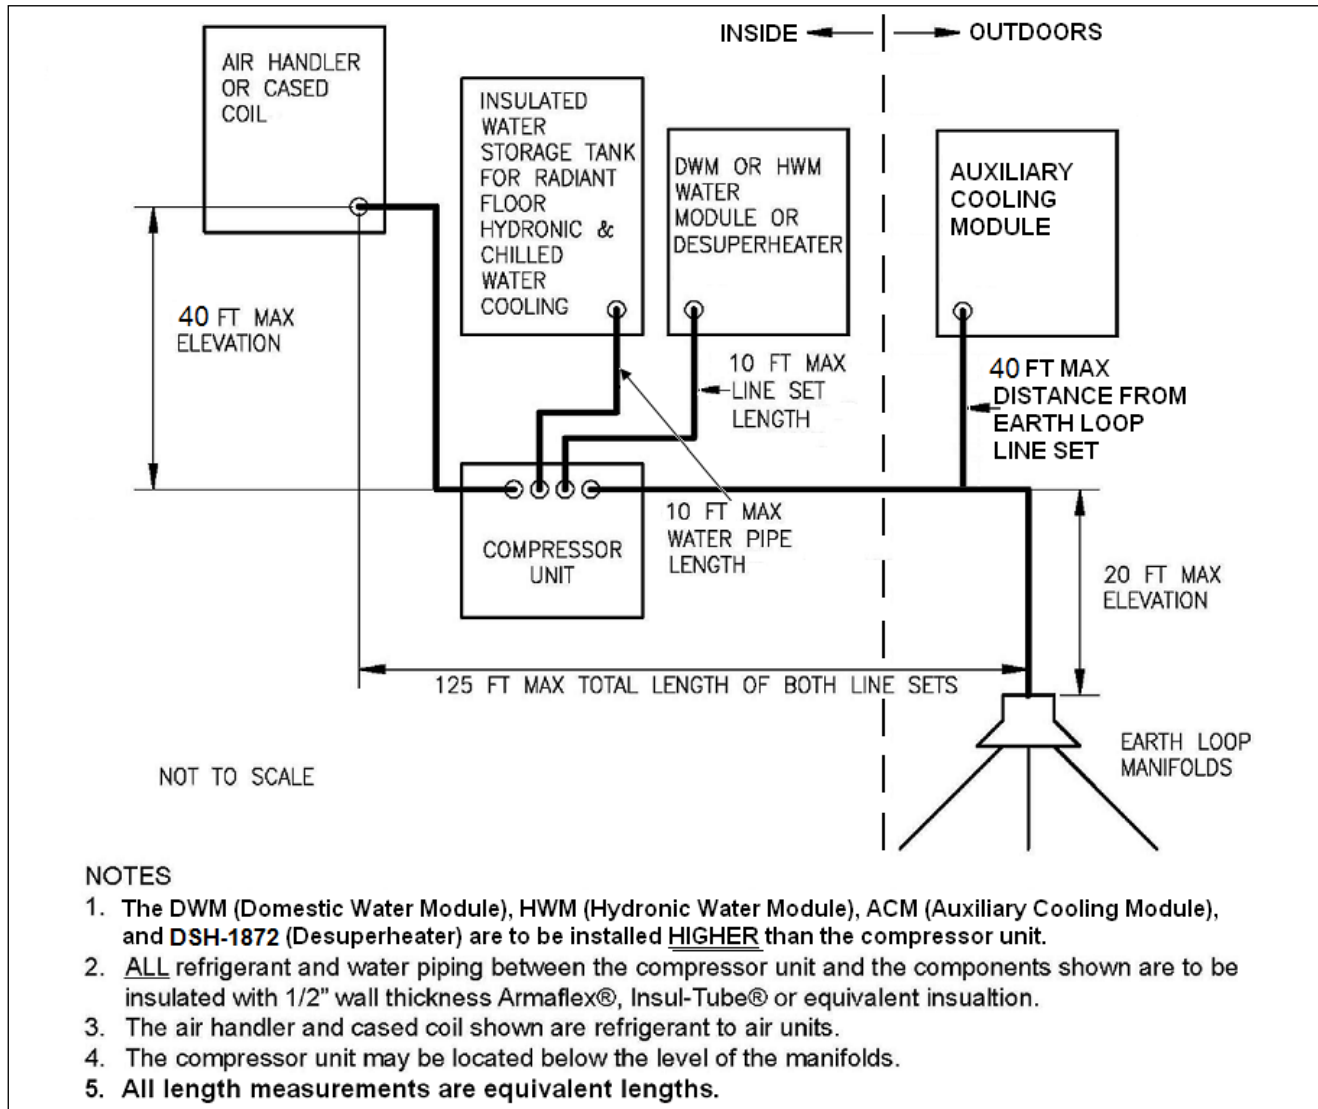 INSIDE
OUTDOORS
AIR HANDLER
OR CASED
COIL
INSULATED
WATER
STORAGE TANK
FOR RADIANT
FLOOR
HYDRONIC &
CHILLED
WATER
COOLING
DWM OR HWM
WATER
MODULE OR
DESUPERHEATER
AUXILIARY
COOLING
MODULE
40 FT MAX
ELEVATION
10 FT MAX
LINE SET
LENGTH
40 FT MAX
DISTANCE FROM
EARTH LOOP
LINE SET
COMPRESSOR
UNIT
10 FT MAX
WATER PIPE
LENGTH
20 FT MAX
ELEVATION
125 FT MAX TOTAL LENGTH OF BOTH LINE SETS
EARTH LOOP
MANIFOLDS
NOT TO SCALE
NOTES
1. The DWM (Domestic Water Module), HWM (Hydronic Water Module), ACM (Auxiliary Cooling Module),
and DSH-1872 (Desuperheater) are to be installed HIGHER than the compressor unit.
2. ALL refrigerant and water piping between the compressor unit and the components shown are to be
insulated with 1/2" wall thickness Armaflex®, Insul-Tube® or equivalent insualtion.
3. The air handler and cased coil shown are refrigerant to air units.
4. The compressor unit may be located below the level of the manifolds.
5. All length measurements are equivalent lengths.